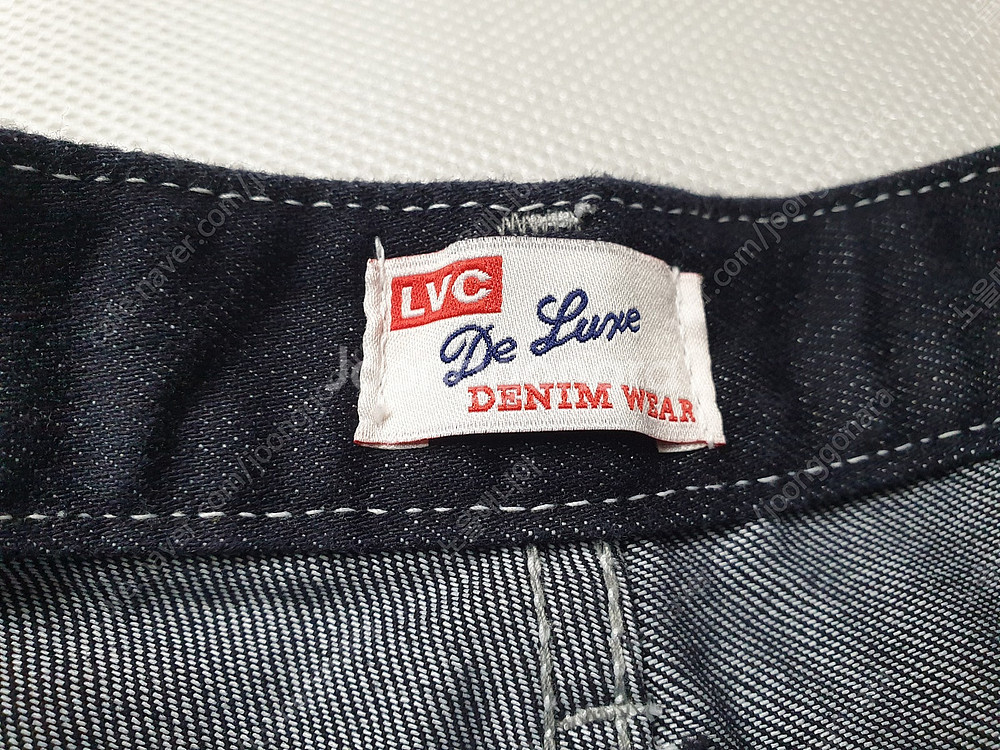 LVC
De Luxe
DENIM WEAR